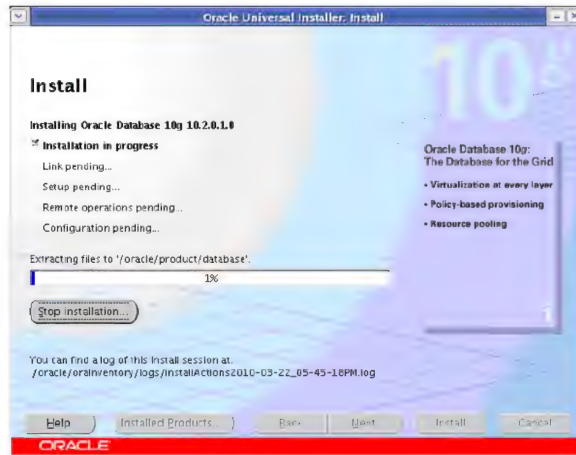 Oracle Universal Installer: Install
10g
Install
Installing Oracle Database 10g 10.2.0.1.0
Installation in progress
Link pending...
Setup pending...
Remote operations pending...
Configuration pending...
Extracting files to '/oracle/product/database'.
1%
Stop installation...
You can find a log of this install session at:
/oracle/oraInventory/logs/installActions2010-03-22_05-45-18PM.log
Oracle Database 10g:
The Database for the Grid
• Virtualization at every layer
• Policy-based provisioning
• Resource pooling
Help
Installed Products...
Back
Next
Install
Cancel
ORACLE